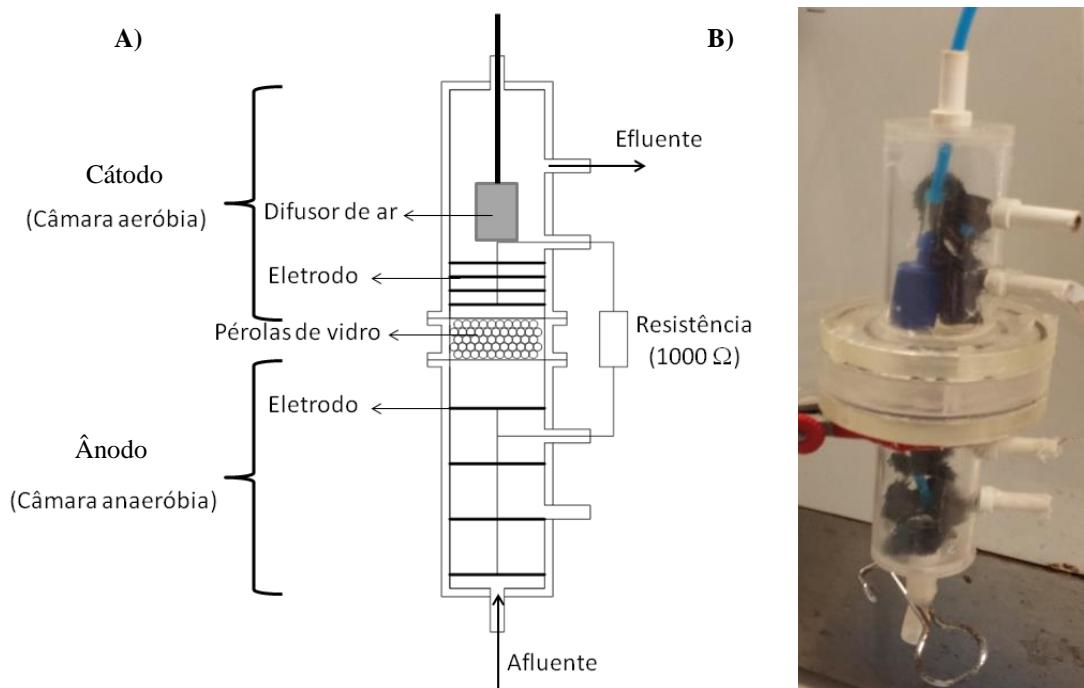 A)
B)
Cátodo
(Câmara aeróbia)
Efluente
Difusor de ar
Eletrodo
Pérolas de vidro
Resistência
(1000 Ω)
Eletrodo
Ânodo
(Câmara anaeróbia)
Afluente